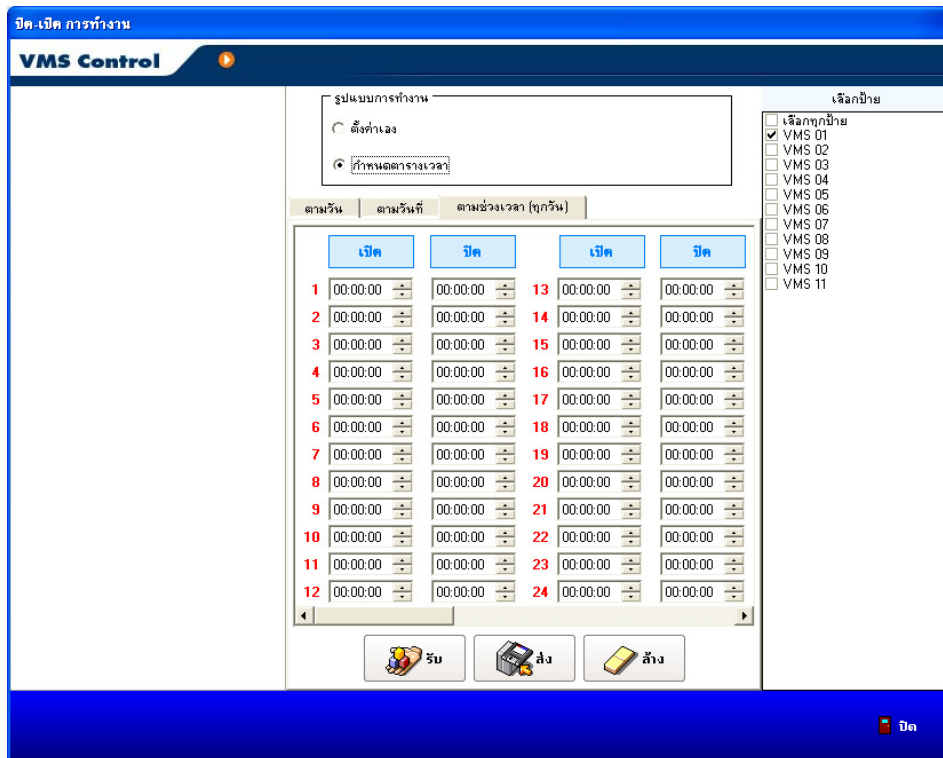 ปิด-เปิด การทำงาน
VMS Control
รูปแบบการทำงาน
ตั้งค่าเอง
กำหนดตารางเวลา
เลือกป้าย
เลือกทุกป้าย
VMS 01
VMS 02
VMS 03
VMS 04
VMS 05
VMS 06
VMS 07
VMS 08
VMS 09
VMS 10
VMS 11
ตามวัน ตามวันที่ ตามช่วงเวลา (ทุกวัน)
เปิด ปิด เปิด ปิด
1 00:00:00 00:00:00 13 00:00:00 00:00:00
2 00:00:00 00:00:00 14 00:00:00 00:00:00
3 00:00:00 00:00:00 15 00:00:00 00:00:00
4 00:00:00 00:00:00 16 00:00:00 00:00:00
5 00:00:00 00:00:00 17 00:00:00 00:00:00
6 00:00:00 00:00:00 18 00:00:00 00:00:00
7 00:00:00 00:00:00 19 00:00:00 00:00:00
8 00:00:00 00:00:00 20 00:00:00 00:00:00
9 00:00:00 00:00:00 21 00:00:00 00:00:00
10 00:00:00 00:00:00 22 00:00:00 00:00:00
11 00:00:00 00:00:00 23 00:00:00 00:00:00
12 00:00:00 00:00:00 24 00:00:00 00:00:00
รับ ส่ง ล้าง
ปิด